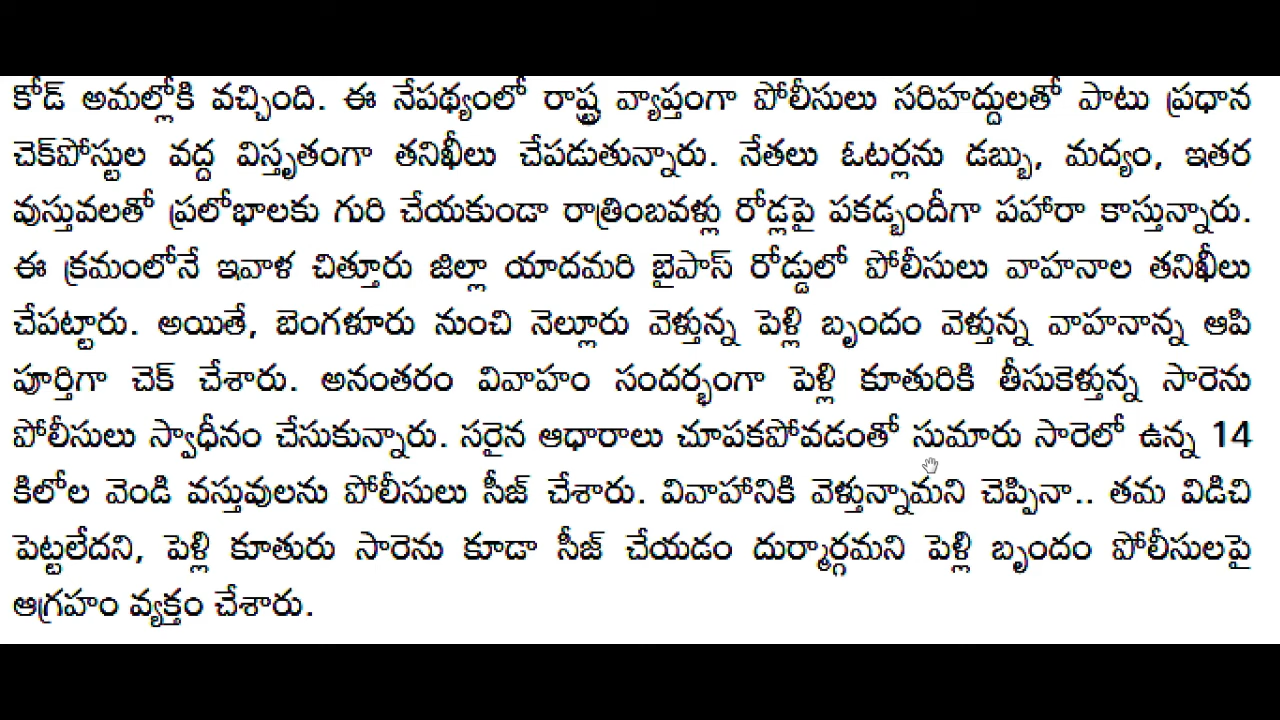 కోడ్ అమల్లోకి వచ్చింది. ఈ నేపథ్యంలో రాష్ట్ర వ్యాప్తంగా పోలీసులు సరిహద్దులతో పాటు ప్రధాన
చెక్‌పోస్టుల వద్ద విస్తృతంగా తనిఖీలు చేపడుతున్నారు. నేతలు ఓటర్లను డబ్బు, మద్యం, ఇతర
వుస్తువలతో ప్రలోభాలకు గురి చేయకుండా రాత్రింబవళ్లు రోడ్లపై పకడ్బందీగా పహారా కాస్తున్నారు.
ఈ క్రమంలోనే ఇవాళ చిత్తూరు జిల్లా యాదమరి బైపాస్ రోడ్డులో పోలీసులు వాహనాల తనిఖీలు
చేపట్టారు. అయితే, బెంగళూరు నుంచి నెల్లూరు వెళ్తున్న పెళ్లి బృందం వెళ్తున్న వాహనాన్న ఆపి
పూర్తిగా చెక్ చేశారు. అనంతరం వివాహం సందర్భంగా పెళ్లి కూతురికి తీసుకెళ్తున్న సారెను
పోలీసులు స్వాధీనం చేసుకున్నారు. సరైన ఆధారాలు చూపకపోవడంతో సుమారు సారెలో ఉన్న 14
కిలోల వెండి వస్తువులను పోలీసులు సీజ్ చేశారు. వివాహానికి వెళ్తున్నామని చెప్పినా.. తమ విడిచి
పెట్టలేదని, పెళ్లి కూతురు సారెను కూడా సీజ్ చేయడం దుర్మార్గమని పెళ్లి బృందం పోలీసులపై
ఆగ్రహం వ్యక్తం చేశారు.